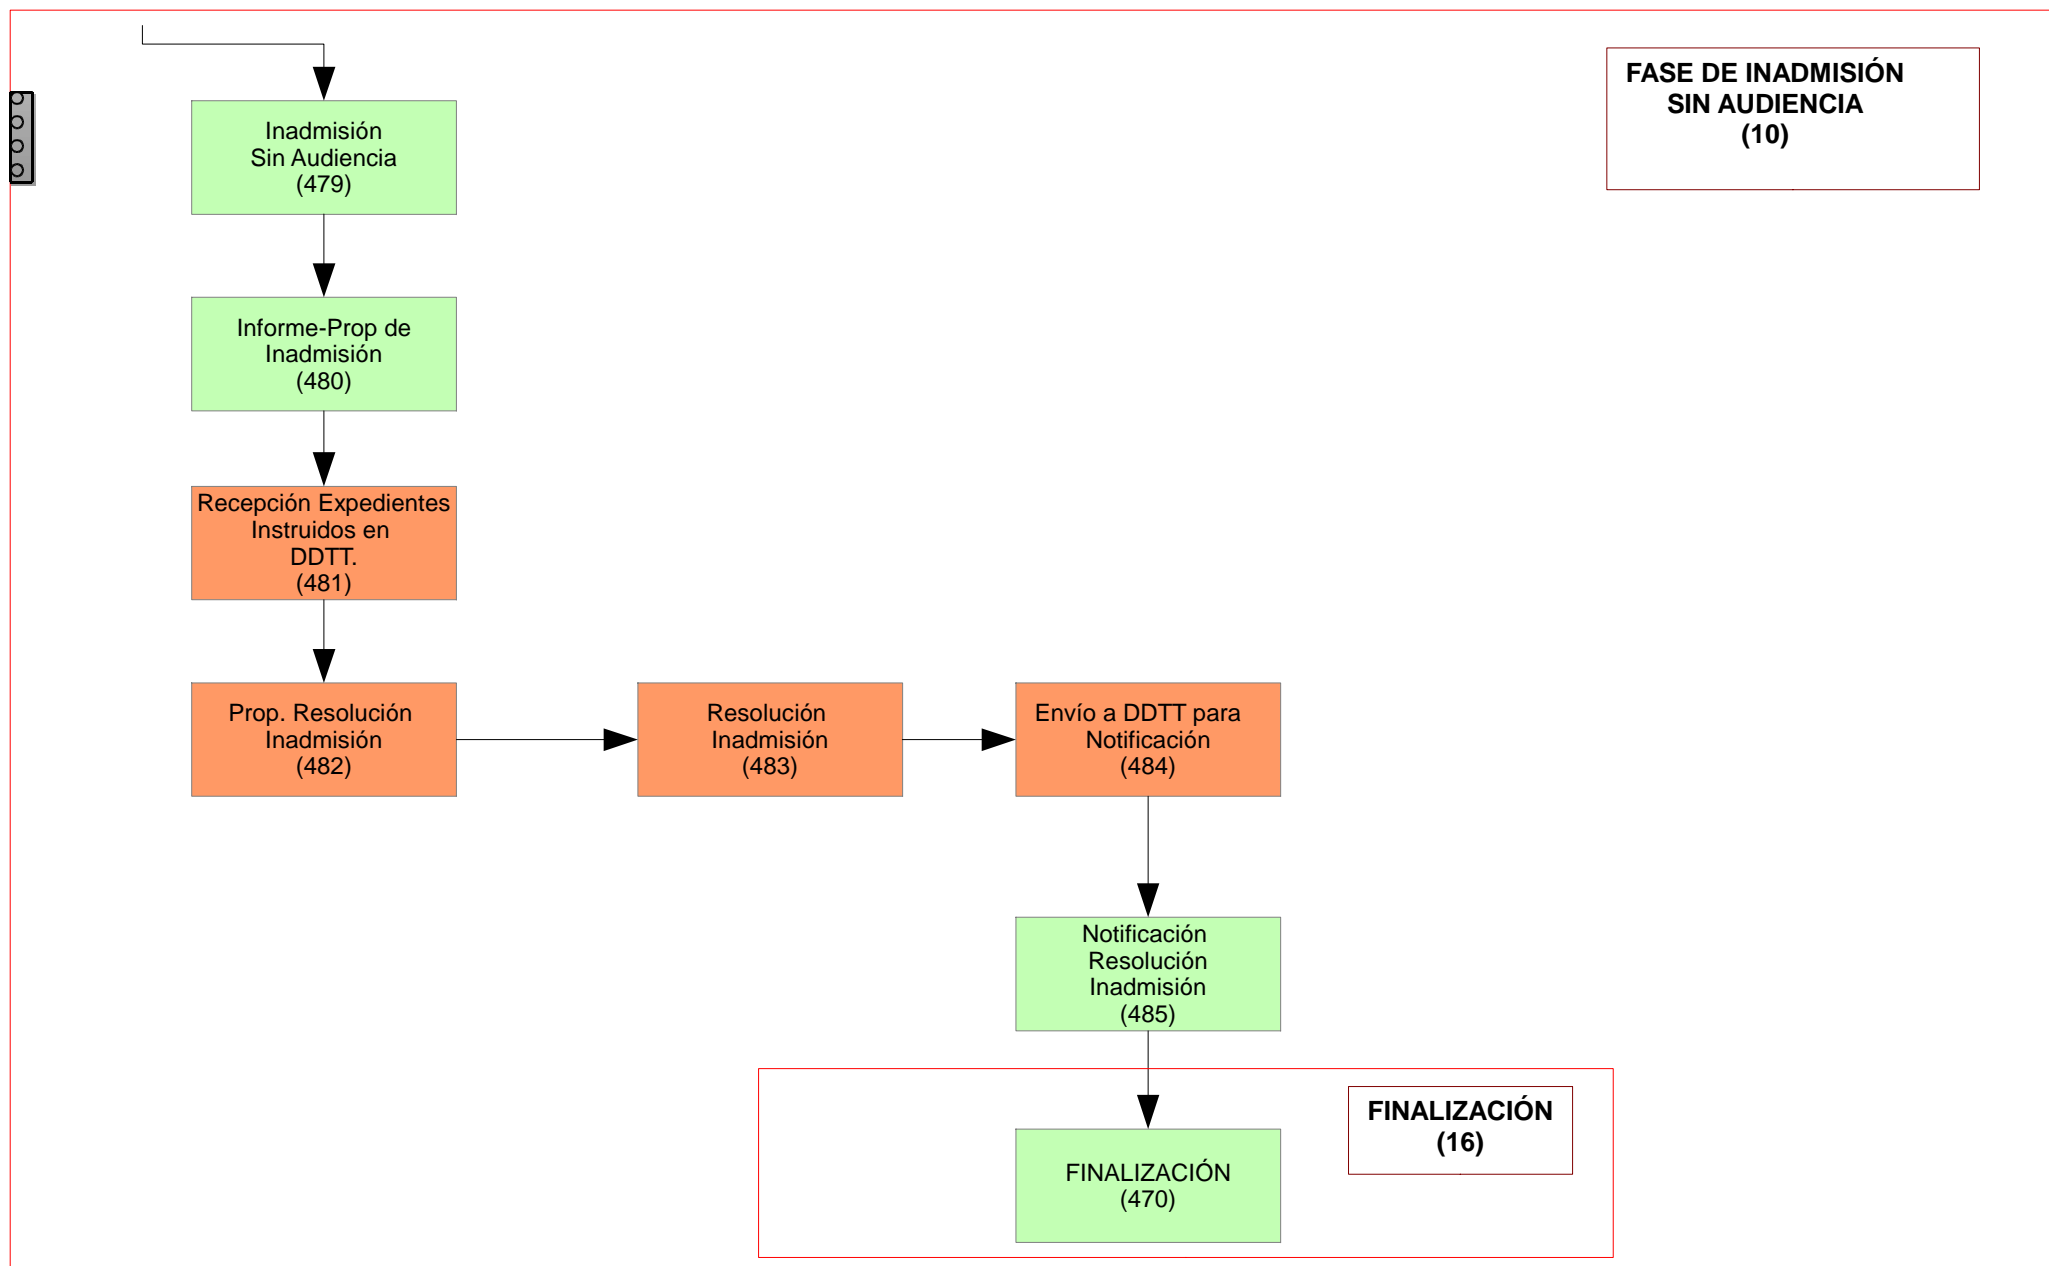 FASE DE INADMISIÓN
SIN AUDIENCIA
(10)
Inadmisión
Sin Audiencia
(479)
Informe-Prop de
Inadmisión
(480)
Recepción Expedientes
Instruidos en
DDTT.
(481)
Prop. Resolución
Inadmisión
(482)
Resolución
Inadmisión
(483)
Envío a DDTT para
Notificación
(484)
Notificación
Resolución
Inadmisión
(485)
FINALIZACIÓN
(16)
FINALIZACIÓN
(470)